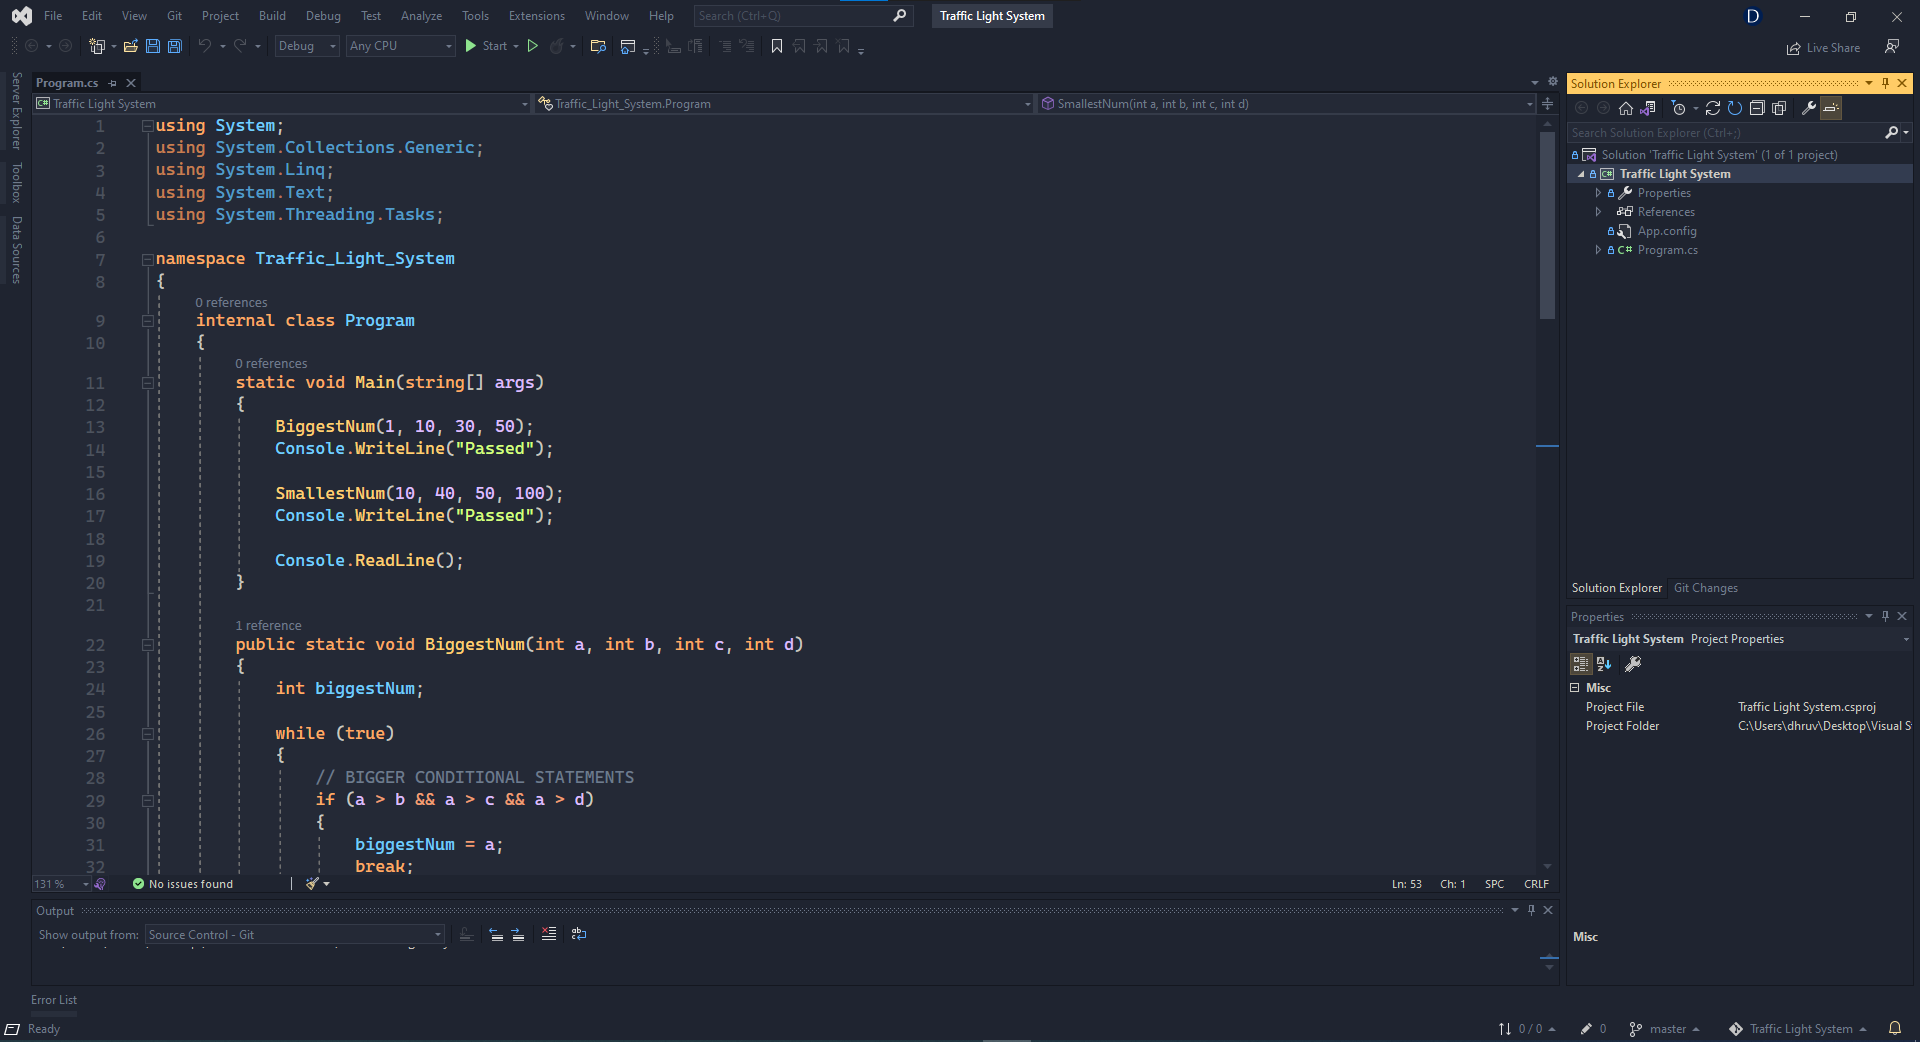 File Edit View Git Project Build Debug Test Analyze Tools Extensions Window Help Search (Ctrl+Q) Traffic Light System D
Debug Any CPU Start Live Share
Server Explorer
Toolbox
Data Sources
Program.cs
Traffic Light System Traffic_Light_System.Program SmallestNum(int a, int b, int c, int d)
1 using System;
2 using System.Collections.Generic;
3 using System.Linq;
4 using System.Text;
5 using System.Threading.Tasks;
6
7 namespace Traffic_Light_System
8 {
0 references
9 internal class Program
10 {
0 references
11 static void Main(string[] args)
12 {
13 BiggestNum(1, 10, 30, 50);
14 Console.WriteLine("Passed");
15
16 SmallestNum(10, 40, 50, 100);
17 Console.WriteLine("Passed");
18
19 Console.ReadLine();
20 }
21
1 reference
22 public static void BiggestNum(int a, int b, int c, int d)
23 {
24 int biggestNum;
25
26 while (true)
27 {
28 // BIGGER CONDITIONAL STATEMENTS
29 if (a > b && a > c && a > d)
30 {
31 biggestNum = a;
32 break;
131 % No issues found Ln: 53 Ch: 1 SPC CRLF
Output
Show output from: Source Control - Git
Error List
Solution Explorer
Search Solution Explorer (Ctrl+;)
Solution 'Traffic Light System' (1 of 1 project)
Traffic Light System
Properties
References
App.config
C# Program.cs
Solution Explorer Git Changes
Properties
Traffic Light System Project Properties
Misc
Project File Traffic Light System.csproj
Project Folder C:\Users\dhruv\Desktop\Visual S
Misc
Ready 0 / 0 0 master Traffic Light System